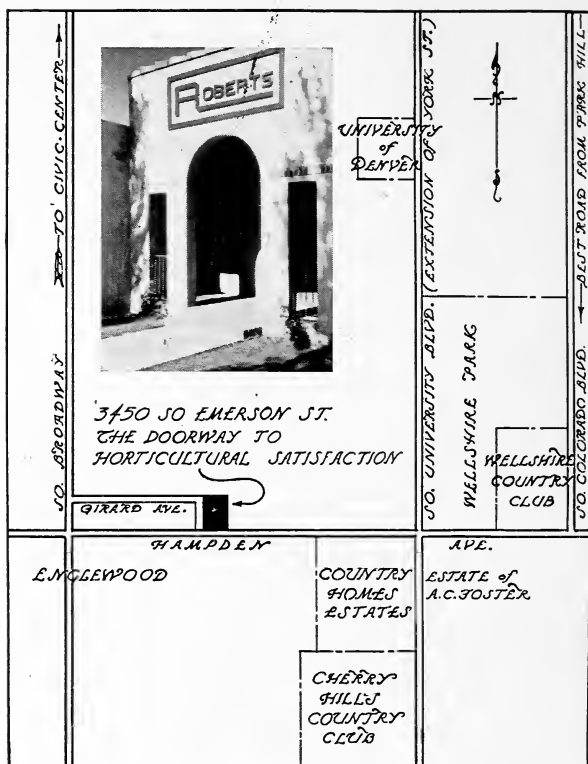 TO CIVIC-CENTER
SO. BROADWAY
ROBERTS
UNIVERSITY
of
DENVER
SO. UNIVERSITY BLVD. (EXTENSION OF YORK ST.)
N
S
BEST ROAD FROM PARK HILL
SO. COLORADO BLVD.
WELLSHIRE PARK
WELLSHIRE
COUNTRY
CLUB
3450 SO EMERSON ST.
THE DOORWAY TO
HORTICULTURAL SATISFACTION
GIRARD AVE.
HAMPDEN AVE.
ENGLEWOOD
COUNTRY
HOMES
ESTATES
ESTATE of
A.C. FOSTER
CHERRY
HILLS
COUNTRY
CLUB